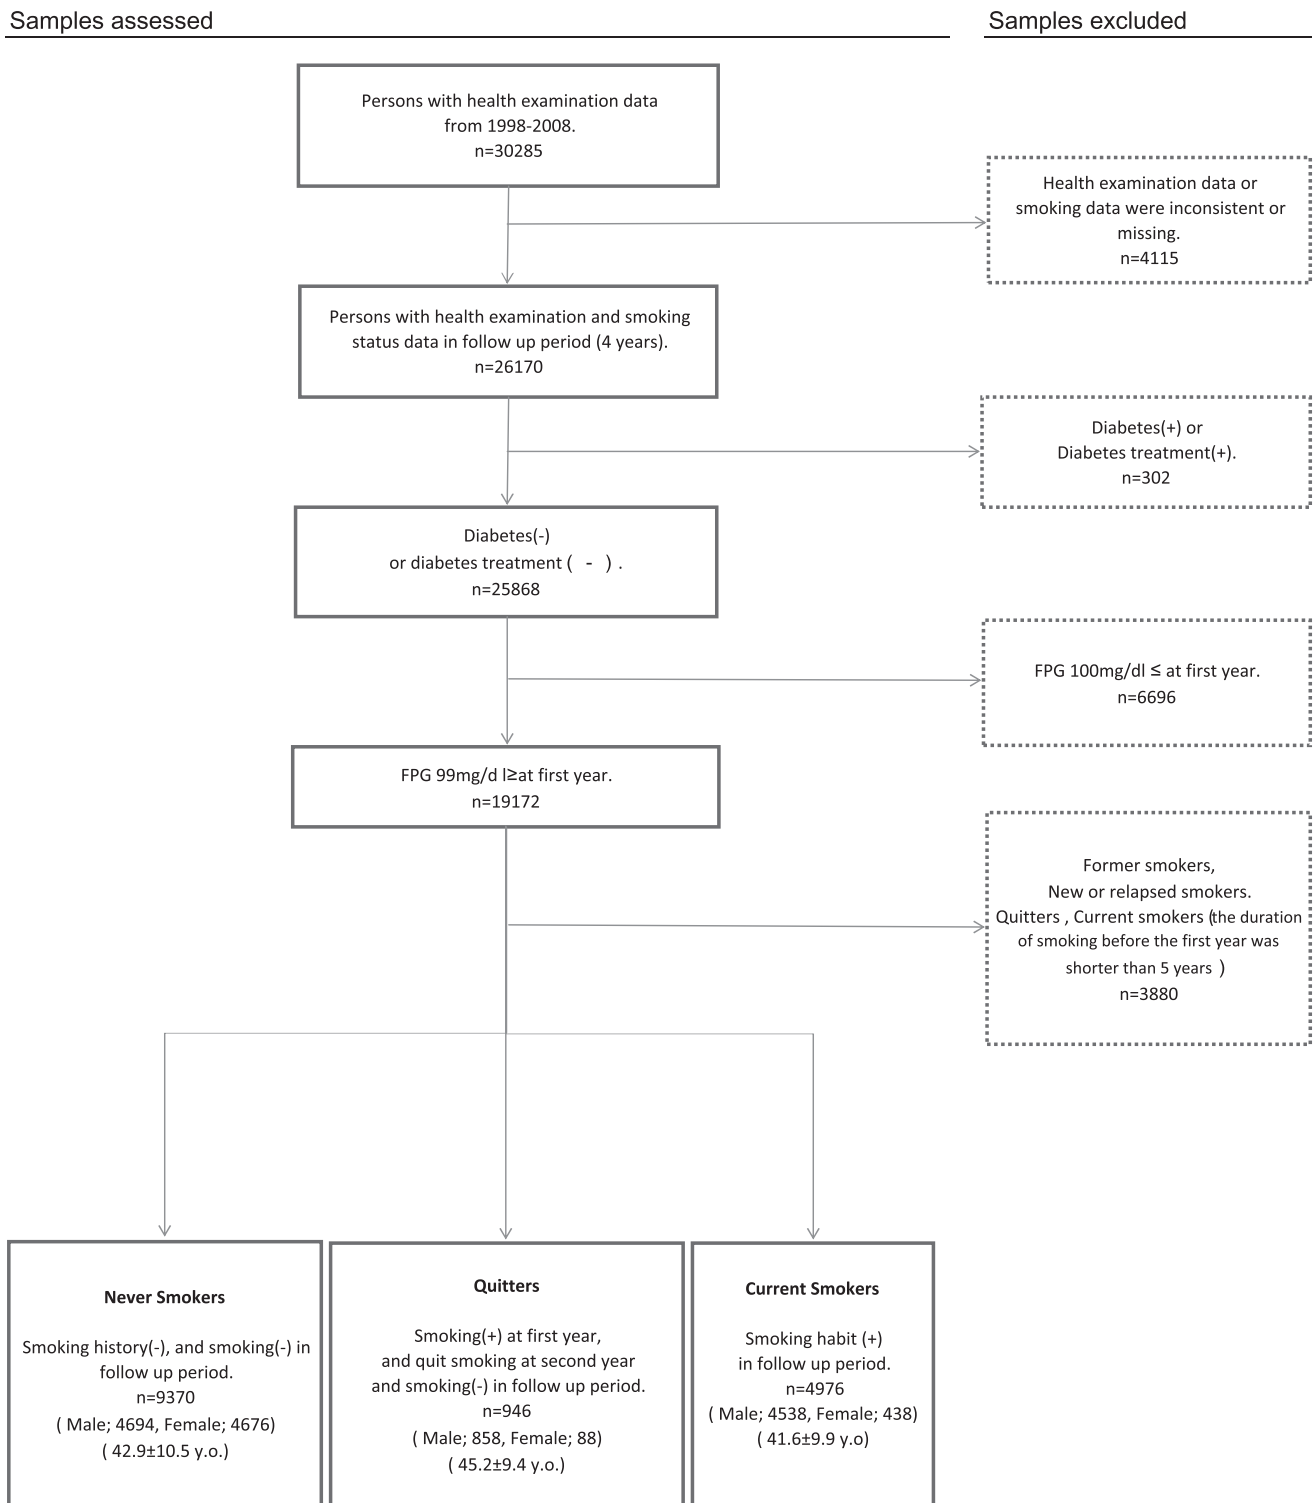 Samples assessed
Samples excluded
Persons with health examination data
from 1998-2008.
n=30285
Health examination data or
smoking data were inconsistent or
missing.
n=4115
Persons with health examination and smoking
status data in follow up period (4 years).
n=26170
Diabetes(+) or
Diabetes treatment(+).
n=302
Diabetes(-)
or diabetes treatment ( - ) .
n=25868
FPG 100mg/dl ≤ at first year.
n=6696
FPG 99mg/d l≥at first year.
n=19172
Former smokers,
New or relapsed smokers.
Quitters , Current smokers (the duration
of smoking before the first year was
shorter than 5 years )
n=3880
Never Smokers
Smoking history(-), and smoking(-) in
follow up period.
n=9370
( Male; 4694, Female; 4676)
( 42.9±10.5 y.o.)
Quitters
Smoking(+) at first year,
and quit smoking at second year
and smoking(-) in follow up period.
n=946
( Male; 858, Female; 88)
( 45.2±9.4 y.o.)
Current Smokers
Smoking habit (+)
in follow up period.
n=4976
( Male; 4538, Female; 438)
( 41.6±9.9 y.o)